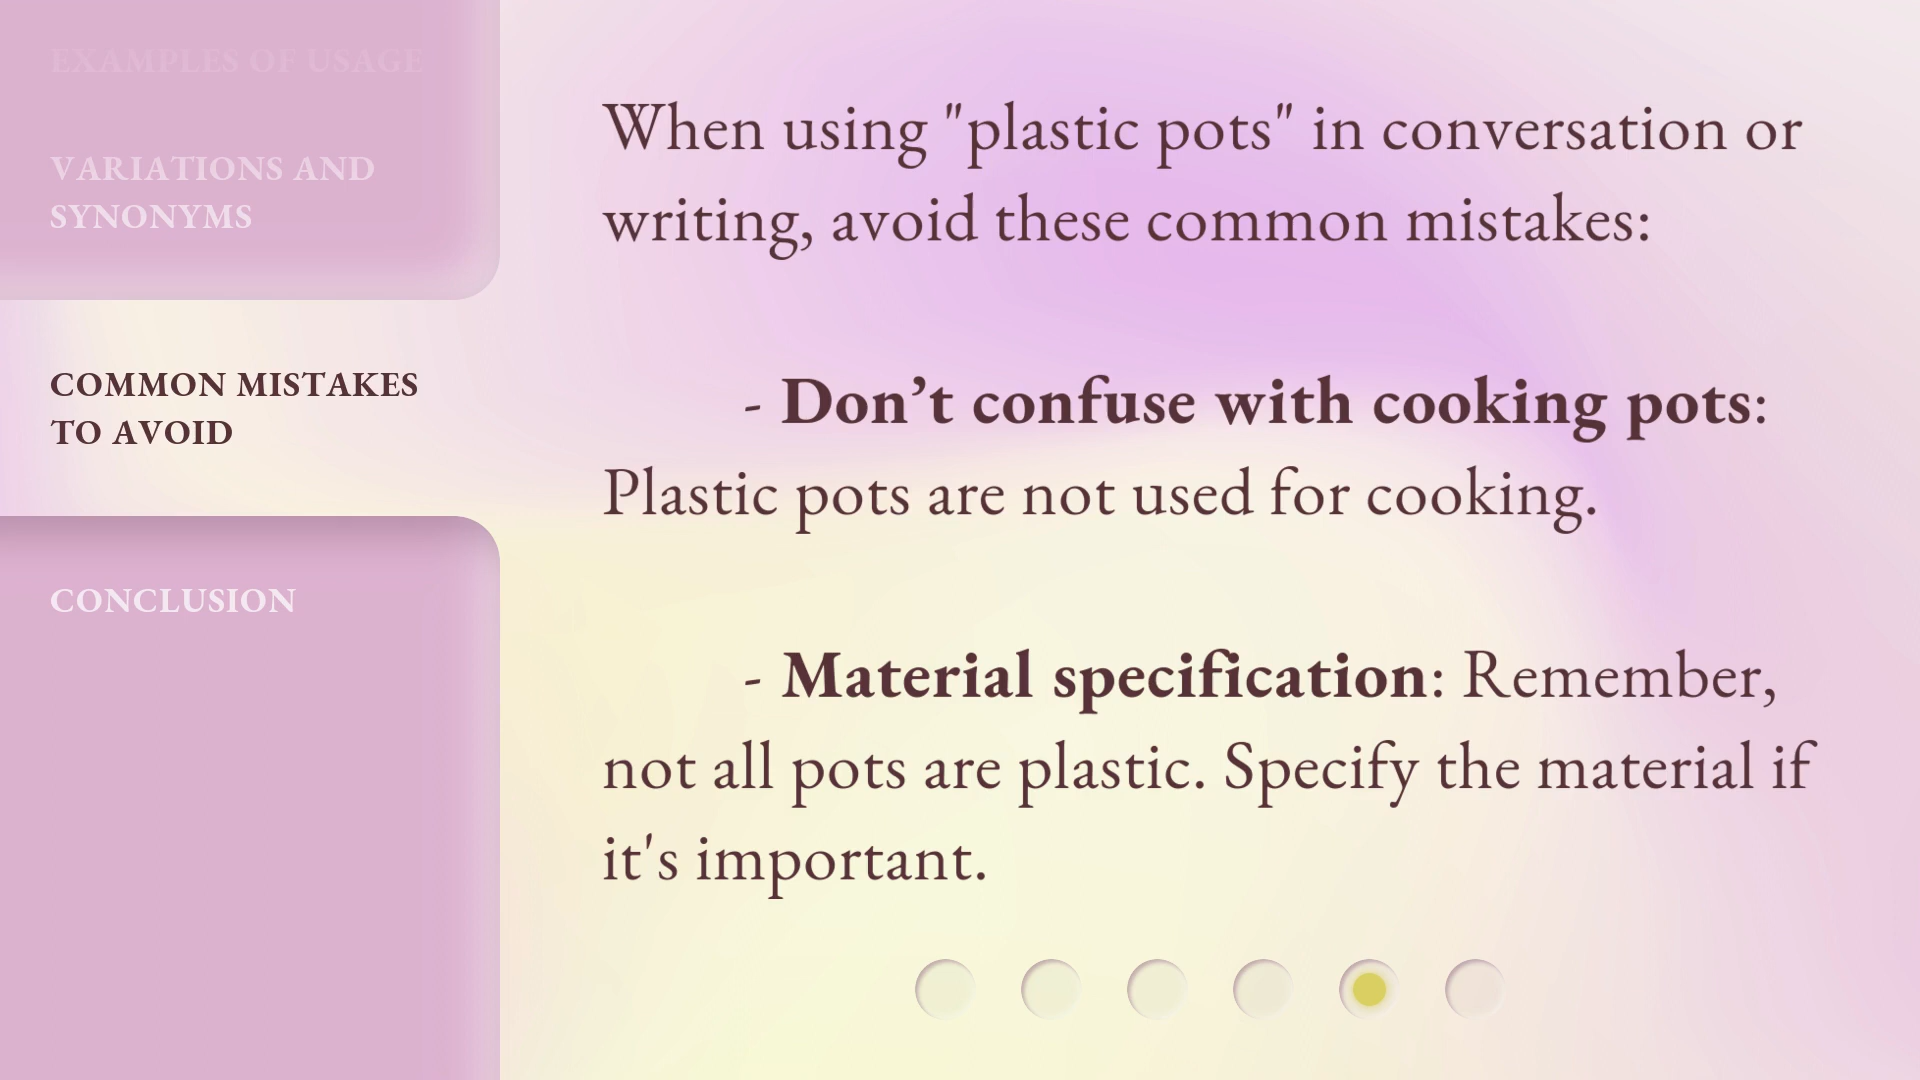 EXAMPLES OF USAGE
VARIATIONS AND
SYNONYMS
COMMON MISTAKES
TO AVOID
CONCLUSION
When using "plastic pots" in conversation or
writing, avoid these common mistakes:
- Don’t confuse with cooking pots:
Plastic pots are not used for cooking.
- Material specification: Remember,
not all pots are plastic. Specify the material if
it's important.